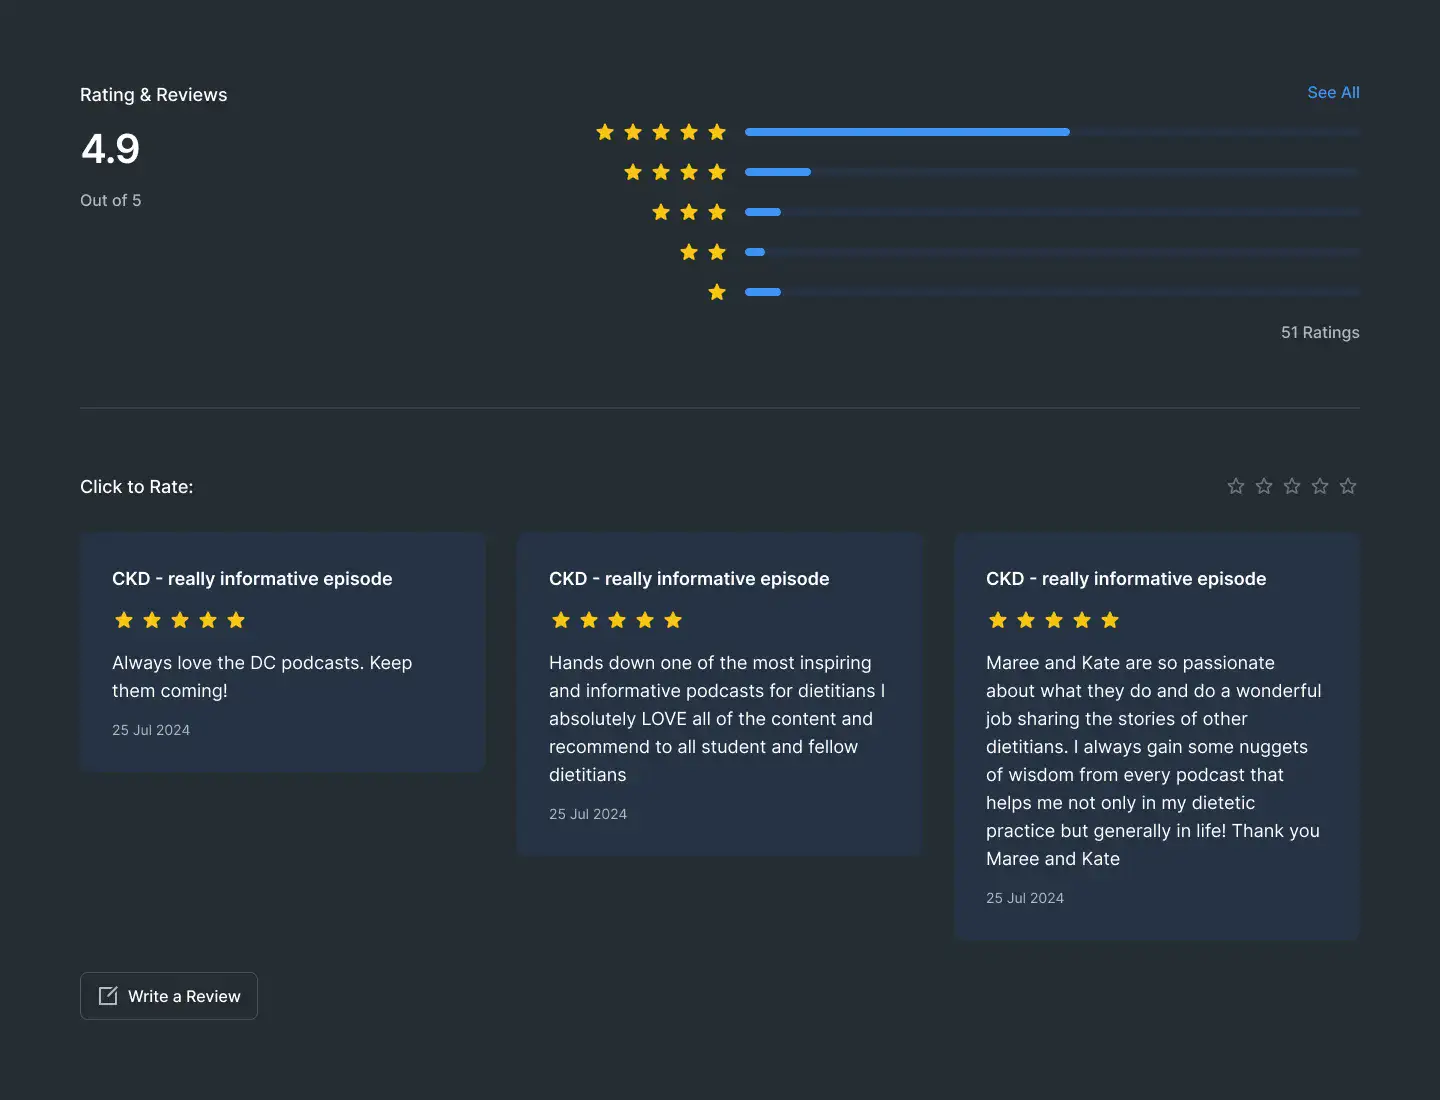 Rating & Reviews
See All
4.9
Out of 5
51 Ratings
Click to Rate:
CKD - really informative episode
Always love the DC podcasts. Keep
them coming!
25 Jul 2024
CKD - really informative episode
Hands down one of the most inspiring
and informative podcasts for dietitians I
absolutely LOVE all of the content and
recommend to all student and fellow
dietitians
25 Jul 2024
CKD - really informative episode
Maree and Kate are so passionate
about what they do and do a wonderful
job sharing the stories of other
dietitians. I always gain some nuggets
of wisdom from every podcast that
helps me not only in my dietetic
practice but generally in life! Thank you
Maree and Kate
25 Jul 2024
Write a Review